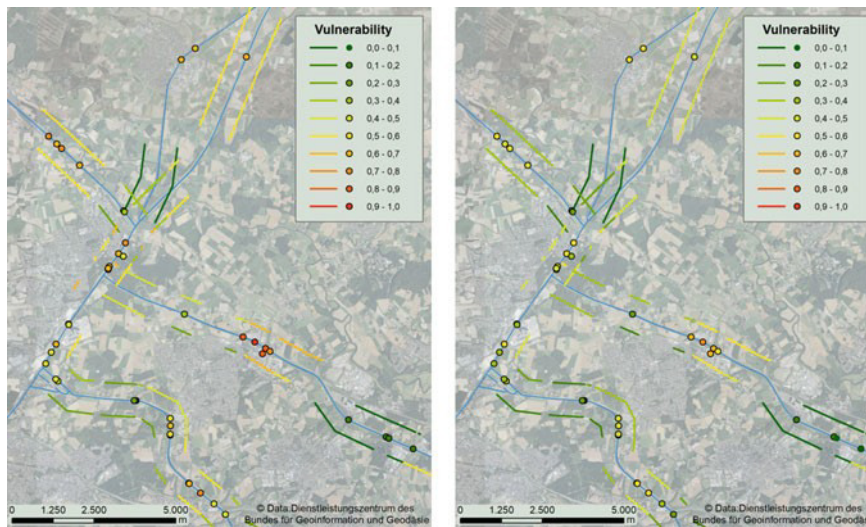 Vulnerability
0,0 - 0,1
0,1 - 0,2
0,2 - 0,3
0,3 - 0,4
0,4 - 0,5
0,5 - 0,6
0,6 - 0,7
0,7 - 0,8
0,8 - 0,9
0,9 - 1,0
0 1.250 2.500 5.000
m
© Data:Dienstleistungszentrum des
Bundes für Geoinformation und Geodäsie
Vulnerability
0,0 - 0,1
0,1 - 0,2
0,2 - 0,3
0,3 - 0,4
0,4 - 0,5
0,5 - 0,6
0,6 - 0,7
0,7 - 0,8
0,8 - 0,9
0,9 - 1,0
0 1.250 2.500 5.000
m
© Data:Dienstleistungszentrum des
Bundes für Geoinformation und Geodäsie